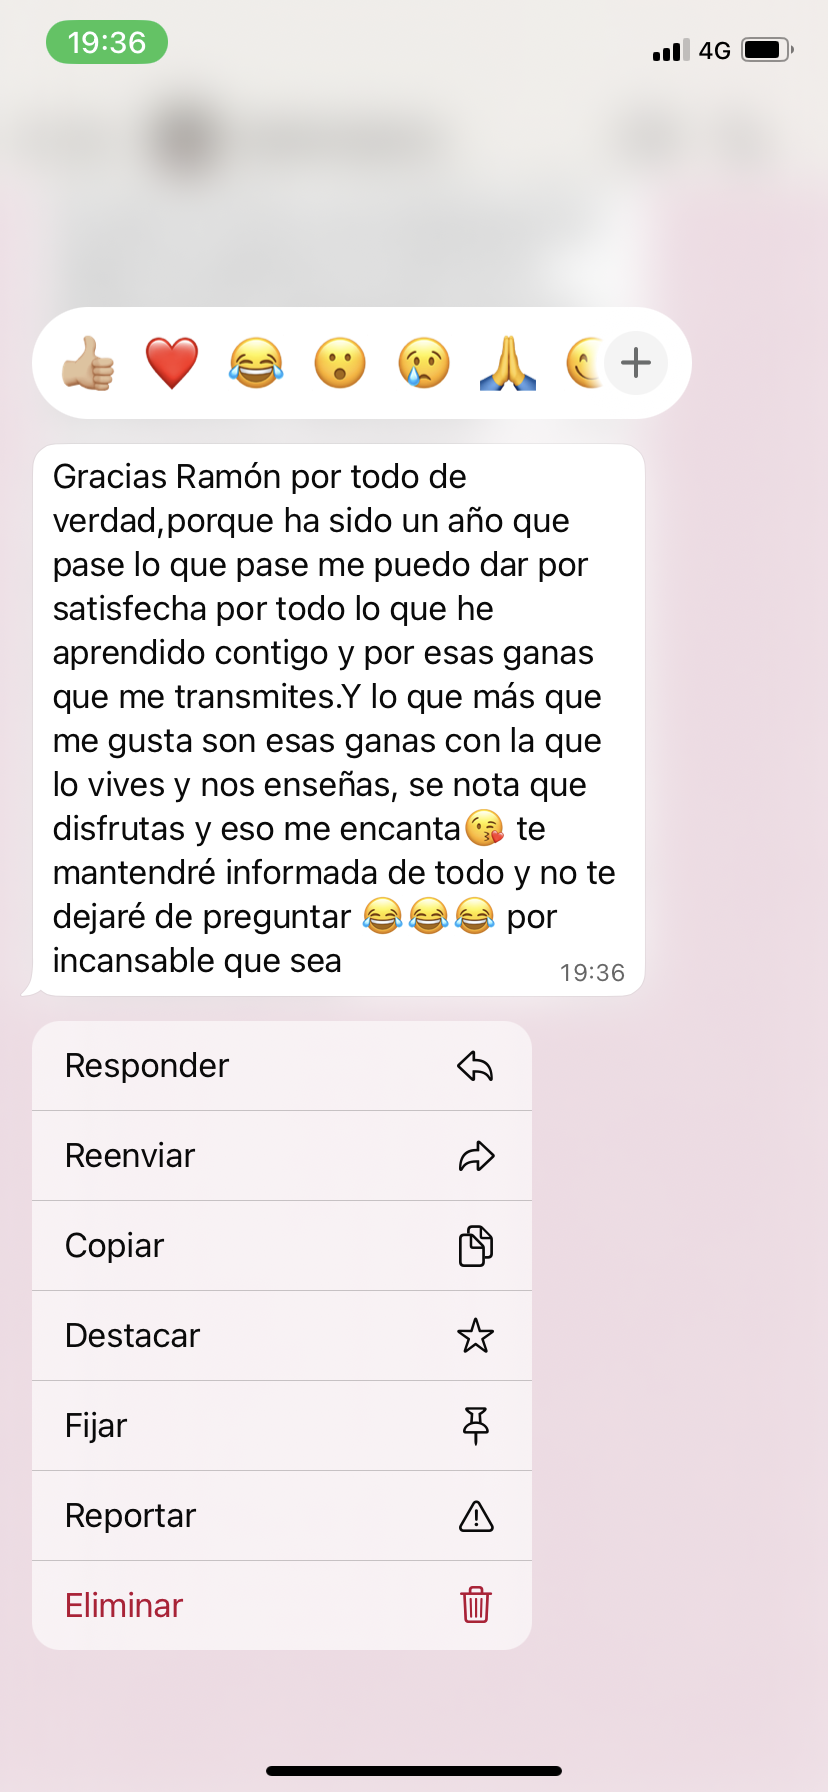 19:36
4G
Gracias Ramón por todo de
verdad,porque ha sido un año que
pase lo que pase me puedo dar por
satisfecha por todo lo que he
aprendido contigo y por esas ganas
que me transmites.Y lo que más que
me gusta son esas ganas con la que
lo vives y nos enseñas, se nota que
disfrutas y eso me encanta😘 te
mantendré informada de todo y no te
dejaré de preguntar 😂😂😂 por
incansable que sea
19:36
Responder
Reenviar
Copiar
Destacar
Fijar
Reportar
Eliminar